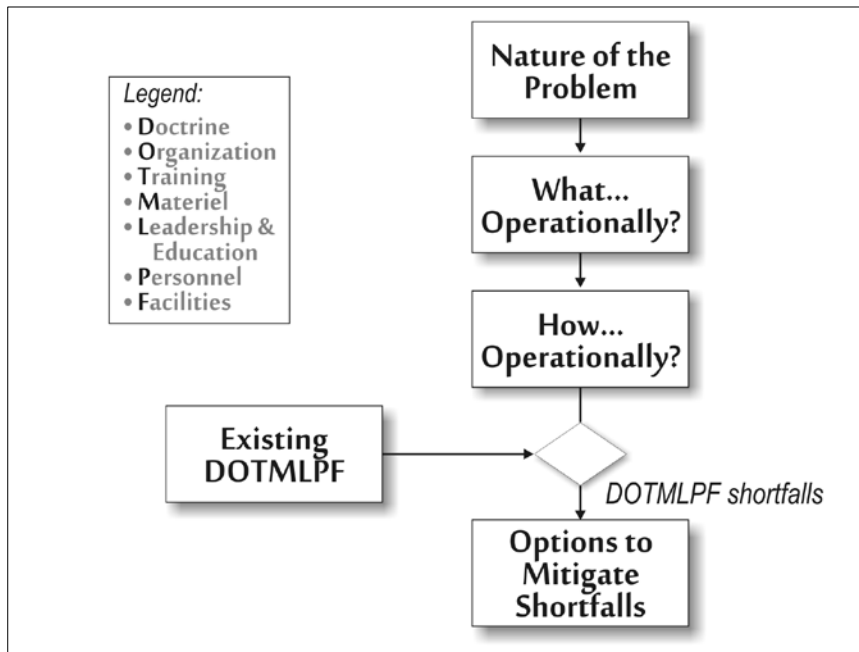 Nature of the
Problem
Legend:
• Doctrine
• Organization
• Training
• Materiel
• Leadership &
Education
• Personnel
• Facilities
What...
Operationally?
How...
Operationally?
Existing
DOTMLPF
DOTMLPF shortfalls
Options to
Mitigate
Shortfalls